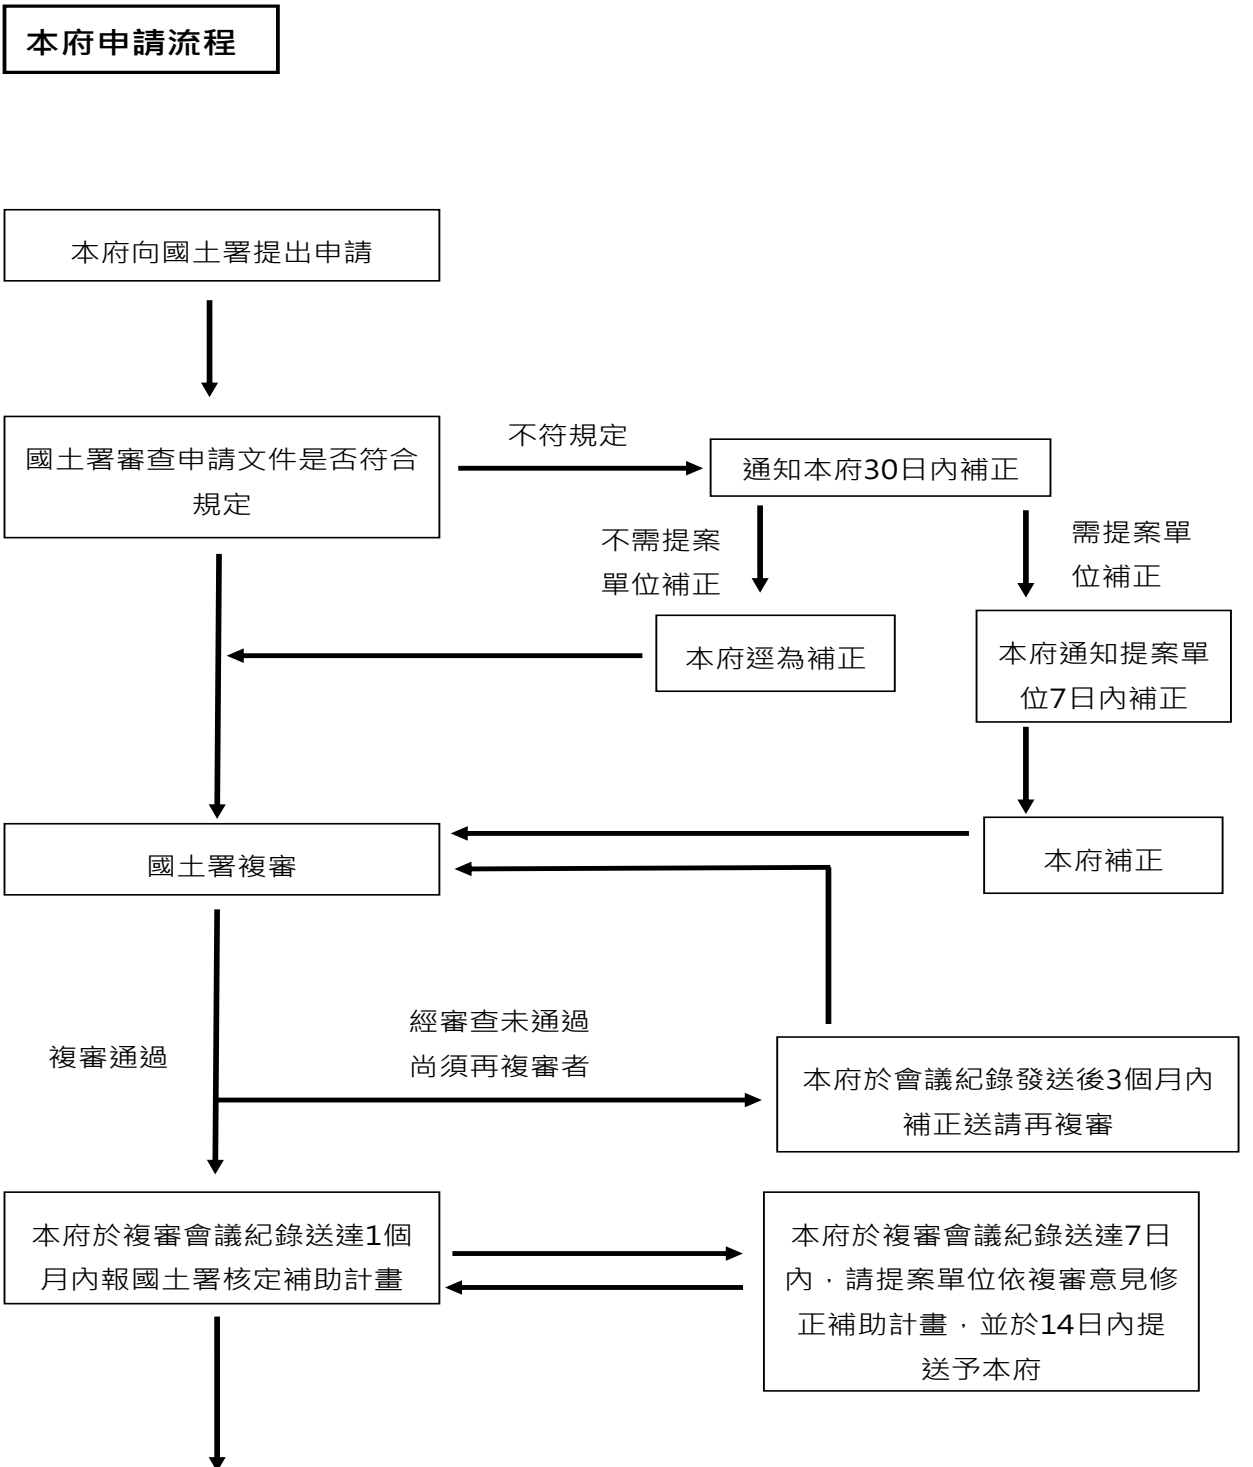 本府申請流程
本府向國土署提出申請
國土署審查申請文件是否符合
規定
不符規定
通知本府30日內補正
不需提案
單位補正
需提案單
位補正
本府逕為補正
本府通知提案單
位7日內補正
國土署複審
本府補正
複審通過
經審查未通過
尚須再複審者
本府於會議紀錄發送後3個月內
補正送請再複審
本府於複審會議紀錄送達1個
月內報國土署核定補助計畫
本府於複審會議紀錄送達7日
內，請提案單位依複審意見修
正補助計畫，並於14日內提
送予本府